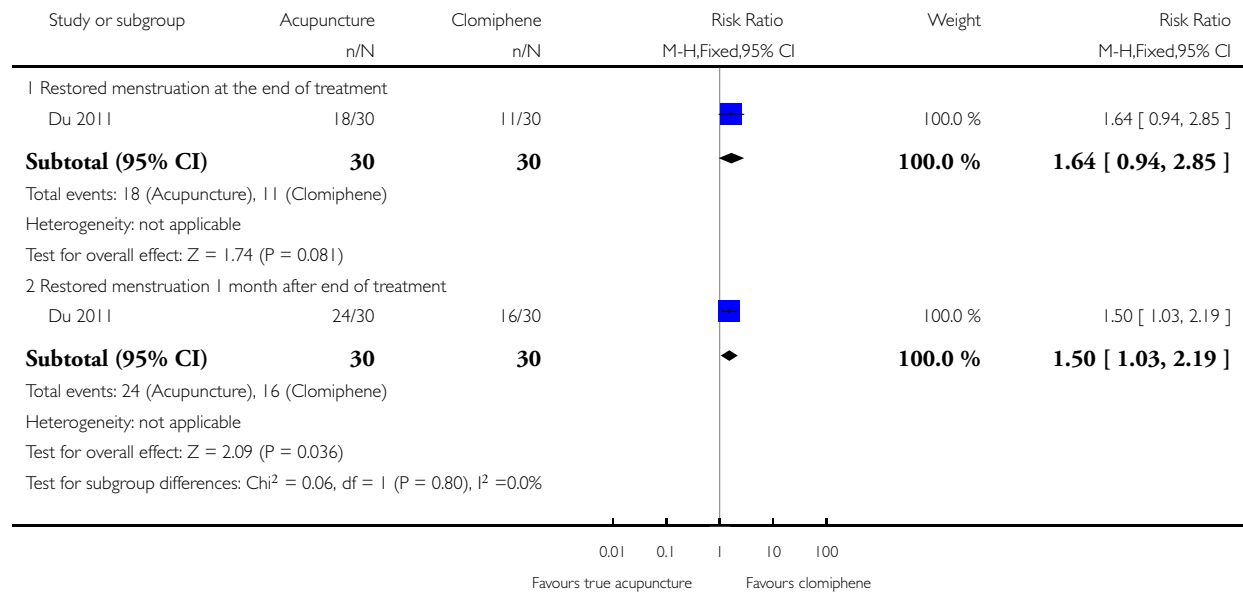 Study or subgroup Acupuncture Clomiphene Risk Ratio Weight Risk Ratio
n/N n/N M-H,Fixed,95% CI M-H,Fixed,95% CI
1 Restored menstruation at the end of treatment
Du 2011 18/30 11/30 100.0 % 1.64 [ 0.94, 2.85 ]
Subtotal (95% CI) 30 30 100.0 % 1.64 [ 0.94, 2.85 ]
Total events: 18 (Acupuncture), 11 (Clomiphene)
Heterogeneity: not applicable
Test for overall effect: Z = 1.74 (P = 0.081)
2 Restored menstruation 1 month after end of treatment
Du 2011 24/30 16/30 100.0 % 1.50 [ 1.03, 2.19 ]
Subtotal (95% CI) 30 30 100.0 % 1.50 [ 1.03, 2.19 ]
Total events: 24 (Acupuncture), 16 (Clomiphene)
Heterogeneity: not applicable
Test for overall effect: Z = 2.09 (P = 0.036)
Test for subgroup differences: Chi² = 0.06, df = 1 (P = 0.80), I² =0.0%
0.01 0.1 1 10 100
Favours true acupuncture Favours clomiphene